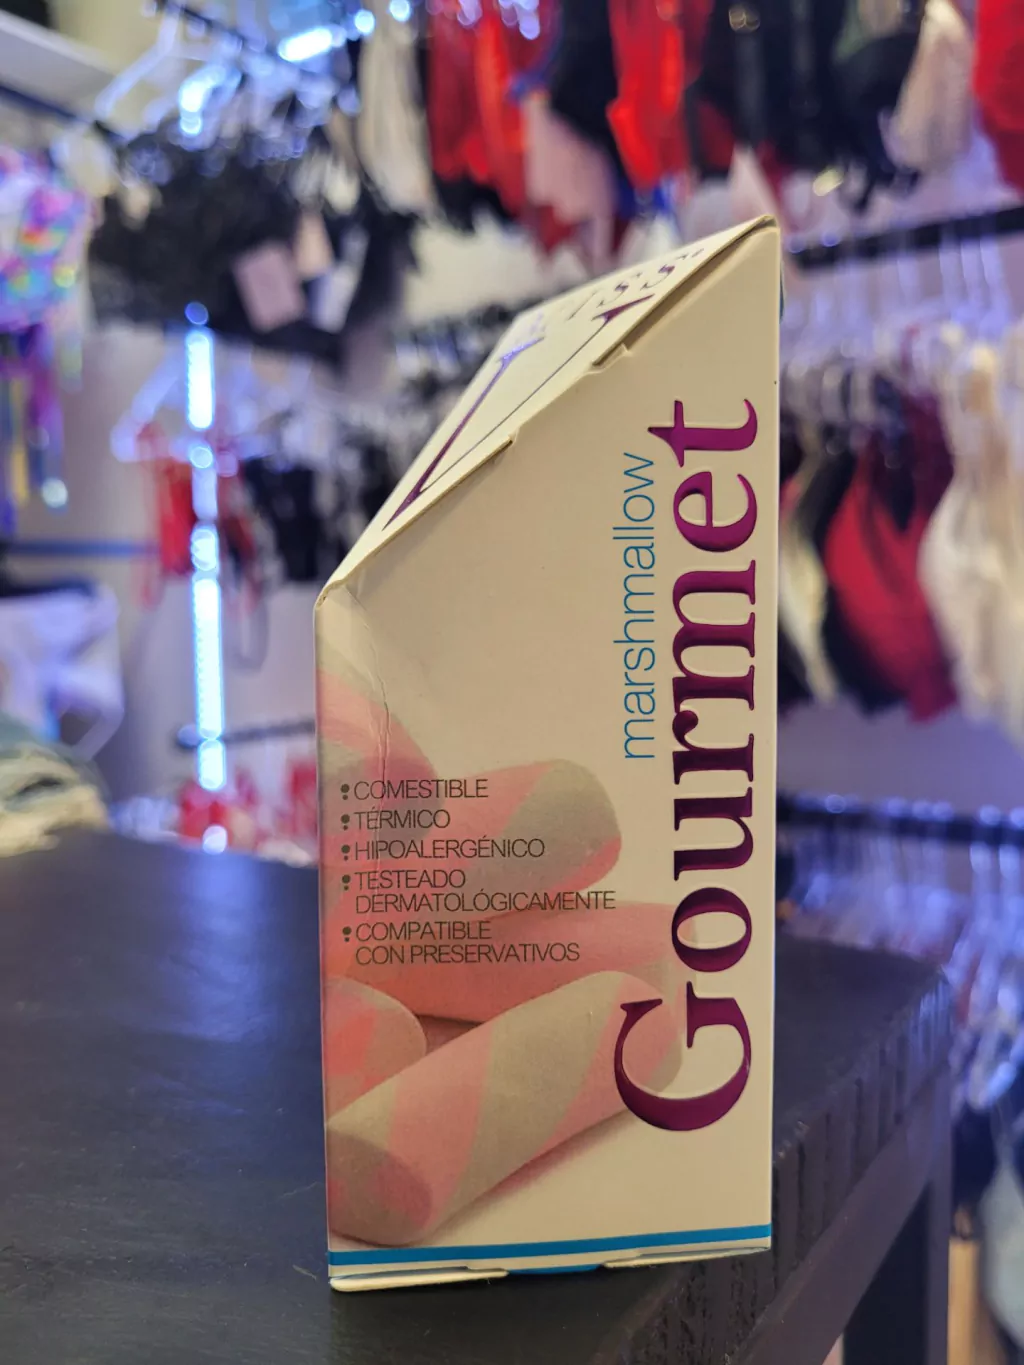 marshmallow
Gourmet
COMESTIBLE
TÉRMICO
HIPOALERGÉNICO
TESTEADO
DERMATOLÓGICAMENTE
COMPATIBLE
CON PRESERVATIVOS